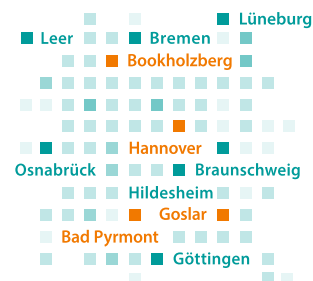 Lüneburg
Leer Bremen
Bookholzberg
Hannover
Osnabrück Braunschweig
Hildesheim
Goslar
Bad Pyrmont
Göttingen